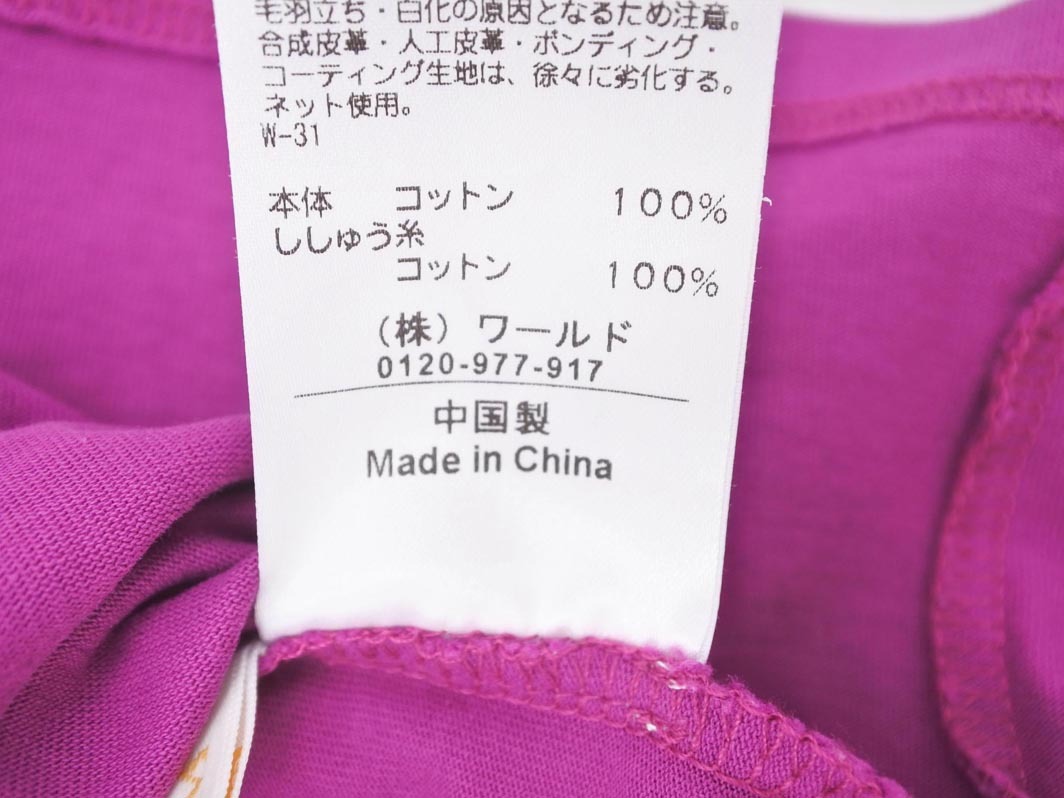 毛羽立ち・白化の原因となるため注意。
合成皮革・人工皮革・ボンディング・
コーティング生地は、徐々に劣化する。
ネット使用。
W-31
本体 コットン 100%
ししゅう糸
コットン 100%
(株) ワールド
0120-977-917
中国製
Made in China